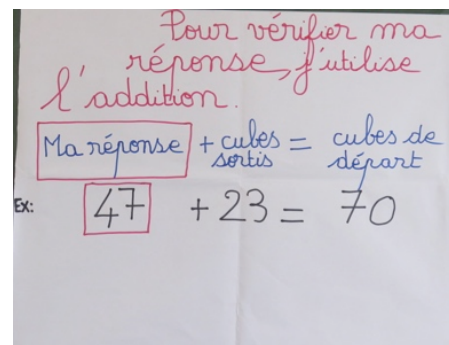 Pour vérifier ma
réponse, j'utilise
l'addition.
Ma réponse + cubes sortis = cubes de départ
Ex: 47 + 23 = 70